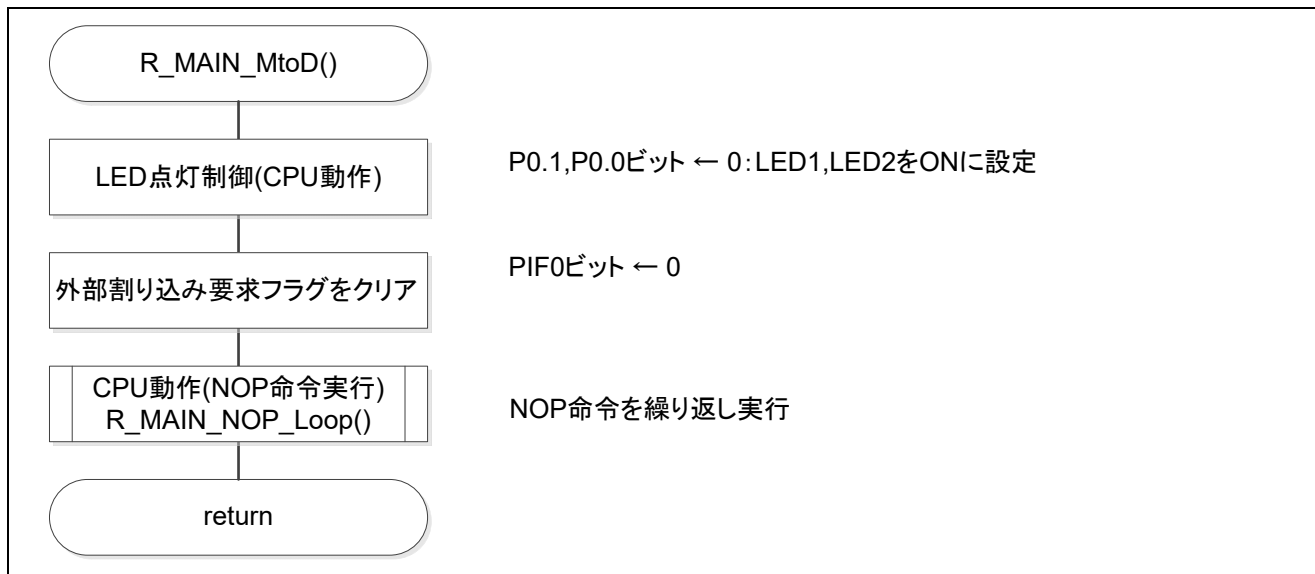 R_MAIN_MtoD()
LED点灯制御(CPU動作)
P0.1,P0.0ビット ← 0:LED1,LED2をONに設定
外部割り込み要求フラグをクリア
PIF0ビット ← 0
CPU動作(NOP命令実行)
R_MAIN_NOP_Loop()
NOP命令を繰り返し実行
return